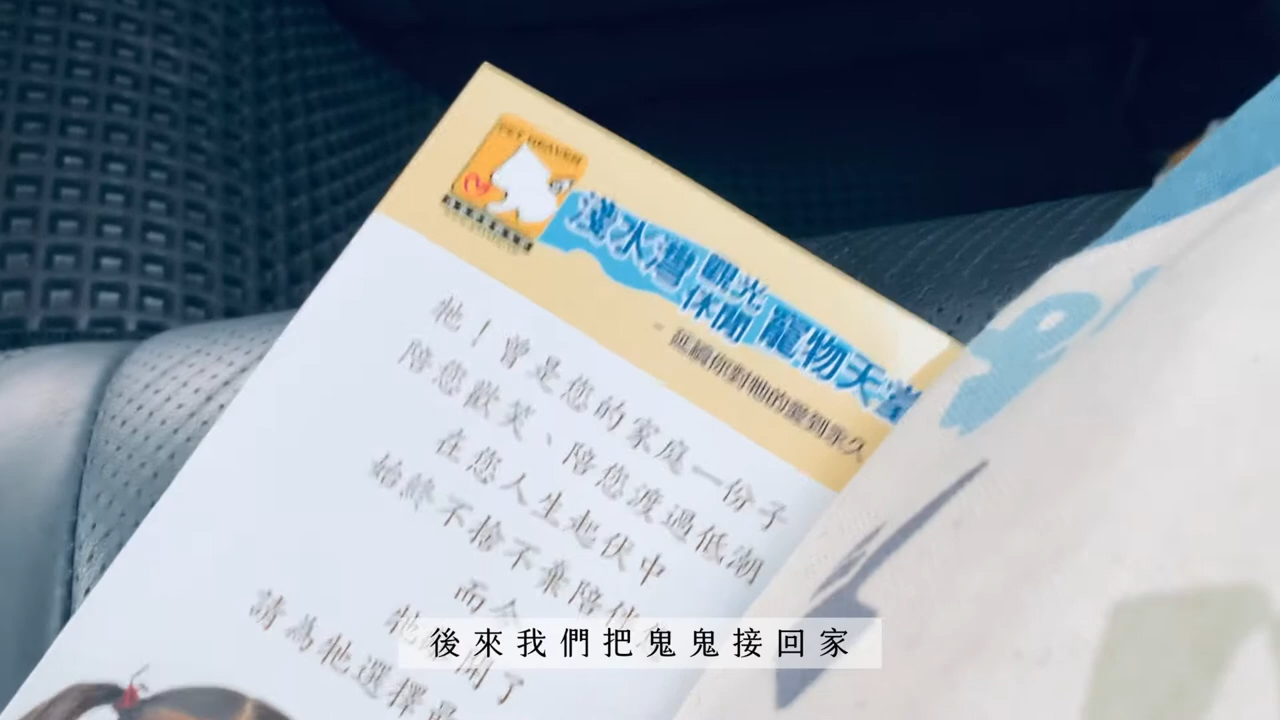 PET HEAVEN
淺水灣 觀光休閒 寵物天堂
延續你對牠的愛到永久
牠｜曾是您的家庭一份子
陪您歡笑、陪您渡過低潮
在您人生起伏中
始終不捨不棄陪伴
而今
牠離開了
請為牠選擇
後來我們把鬼鬼接回家